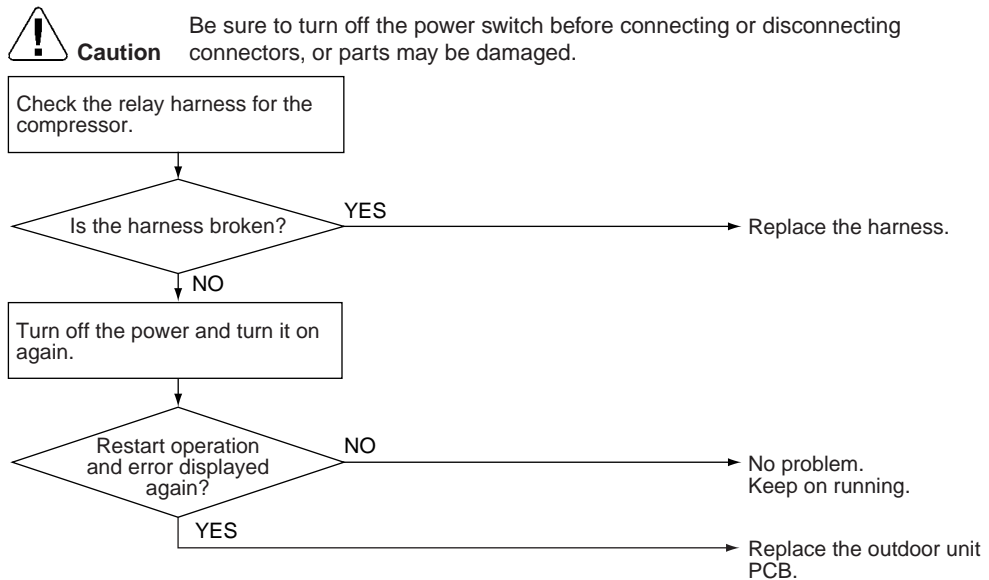 Be sure to turn off the power switch before connecting or disconnecting
Caution connectors, or parts may be damaged.
Check the relay harness for the
compressor.
Is the harness broken?
YES
Replace the harness.
NO
Turn off the power and turn it on
again.
Restart operation
and error displayed
again?
NO
No problem.
Keep on running.
YES
Replace the outdoor unit
PCB.